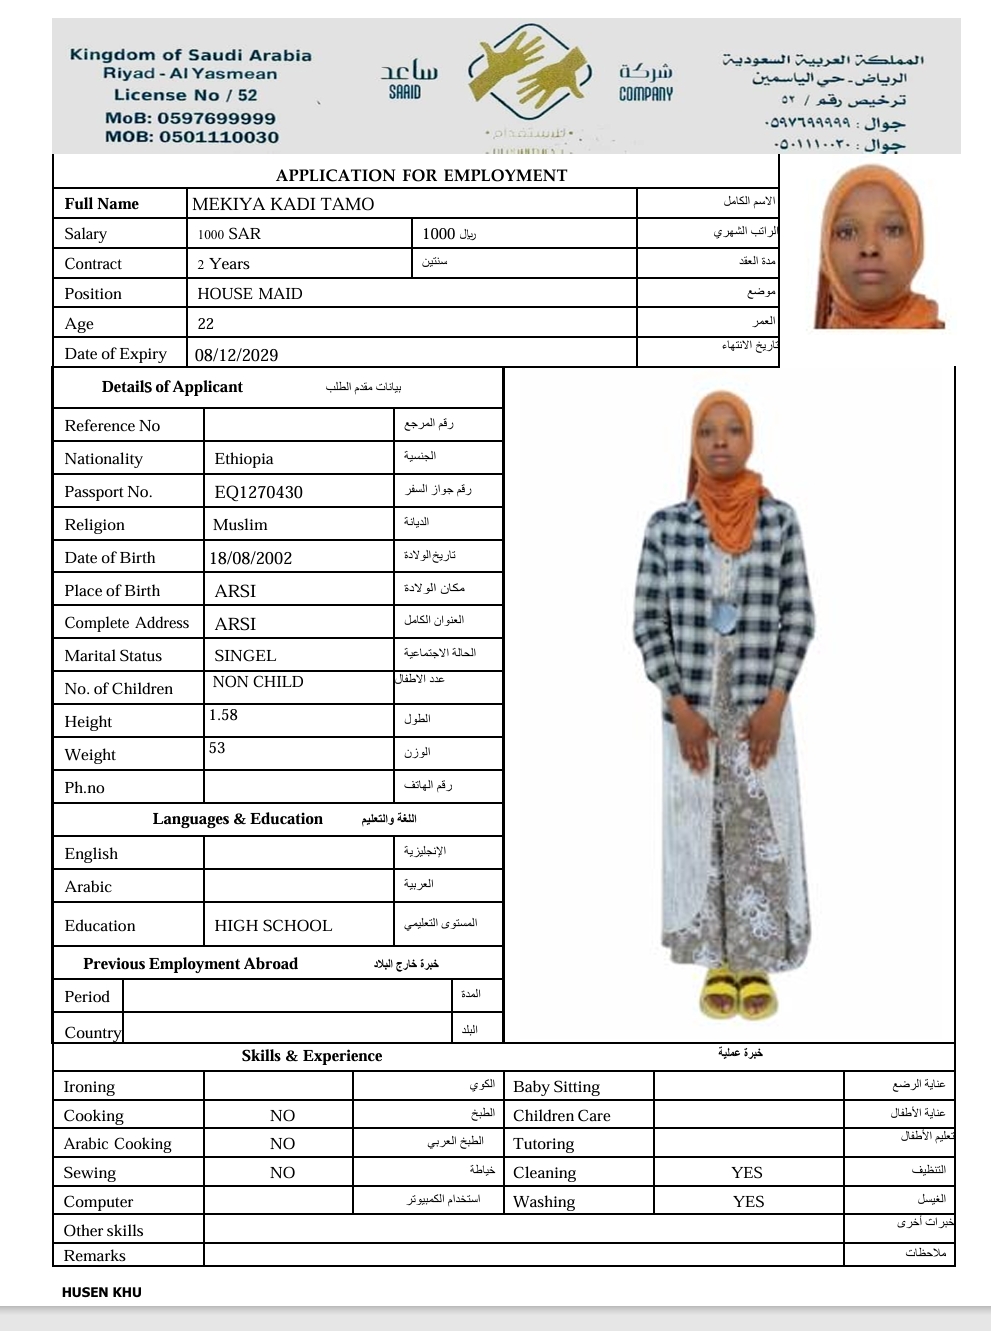 Kingdom of Saudi Arabia
Riyad - Al Yasmean
License No / 52
MoB: 0597699999
MOB: 0501110030
ساعد
SAAID
شركة
COMPANY
للاستقدام
المملكة العربية السعودية
الرياض - حي الياسمين
ترخيص رقم / ٥٢
جوال : ٠٥٩٧٦٩٩٩٩٩
جوال : ٠٥٠١١١٠٠٣٠
APPLICATION FOR EMPLOYMENT
Full Name MEKIYA KADI TAMO الاسم الكامل
Salary 1000 SAR 1000 ريال الراتب الشهري
Contract 2 Years سنتين مدة العقد
Position HOUSE MAID موضع
Age 22 العمر
Date of Expiry 08/12/2029 تاريخ الانتهاء
Details of Applicant بيانات مقدم الطلب
Reference No رقم المرجع
Nationality Ethiopia الجنسية
Passport No. EQ1270430 رقم جواز السفر
Religion Muslim الديانة
Date of Birth 18/08/2002 تاريخ الولادة
Place of Birth ARSI مكان الولادة
Complete Address ARSI العنوان الكامل
Marital Status SINGEL الحالة الاجتماعية
No. of Children NON CHILD عدد الاطفال
Height 1.58 الطول
Weight 53 الوزن
Ph.no رقم الهاتف
Languages & Education اللغة والتعليم
English الإنجليزية
Arabic العربية
Education HIGH SCHOOL المستوى التعليمي
Previous Employment Abroad خبرة خارج البلاد
Period المدة
Country البلد
Skills & Experience خبرة عملية
Ironing الكوي Baby Sitting عناية الرضع
Cooking NO الطبخ Children Care عناية الأطفال
Arabic Cooking NO الطبخ العربي Tutoring تعليم الأطفال
Sewing NO خياطة Cleaning YES التنظيف
Computer استخدام الكمبيوتر Washing YES الغيسل
Other skills خبرات أخرى
Remarks ملاحظات
HUSEN KHU